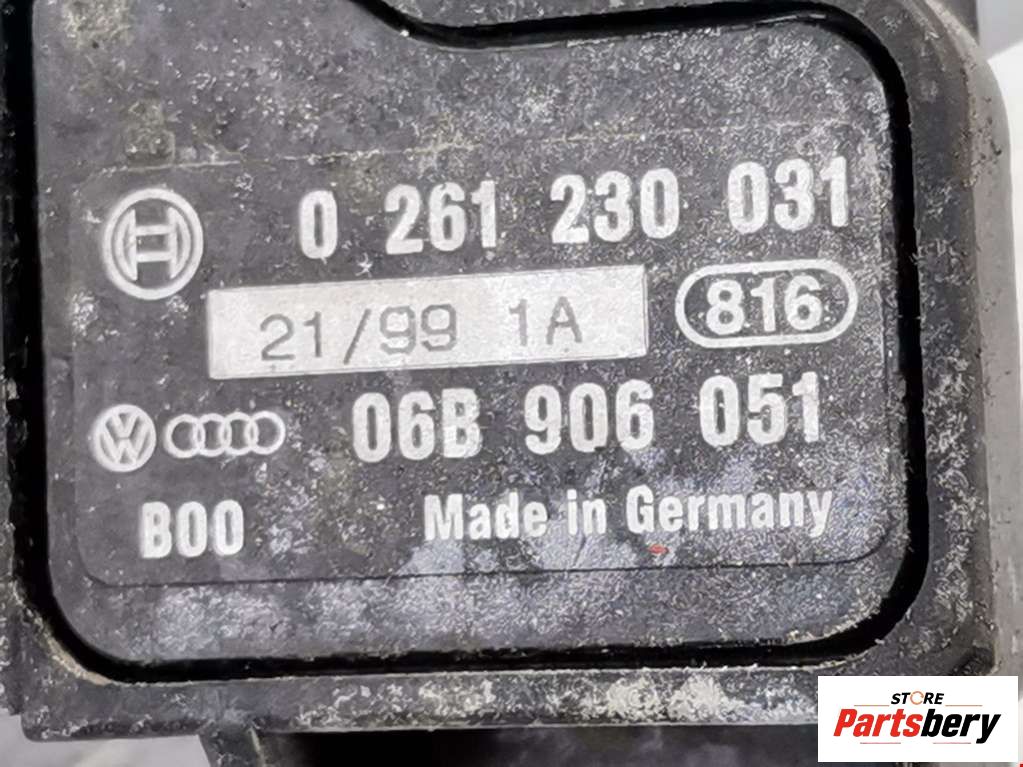 0 261 230 031
21/99 1A
816
06B 906 051
B00
Made in Germany
STORE
Partsbery